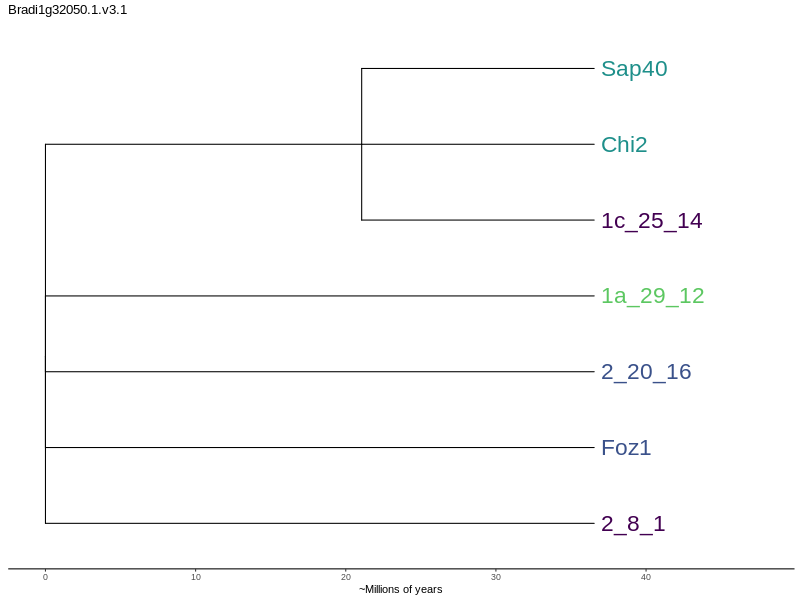 Bradi1g32050.1.v3.1
Sap40
Chi2
1c_25_14
1a_29_12
2_20_16
Foz1
2_8_1
0 10 20 30 40
~Millions of years